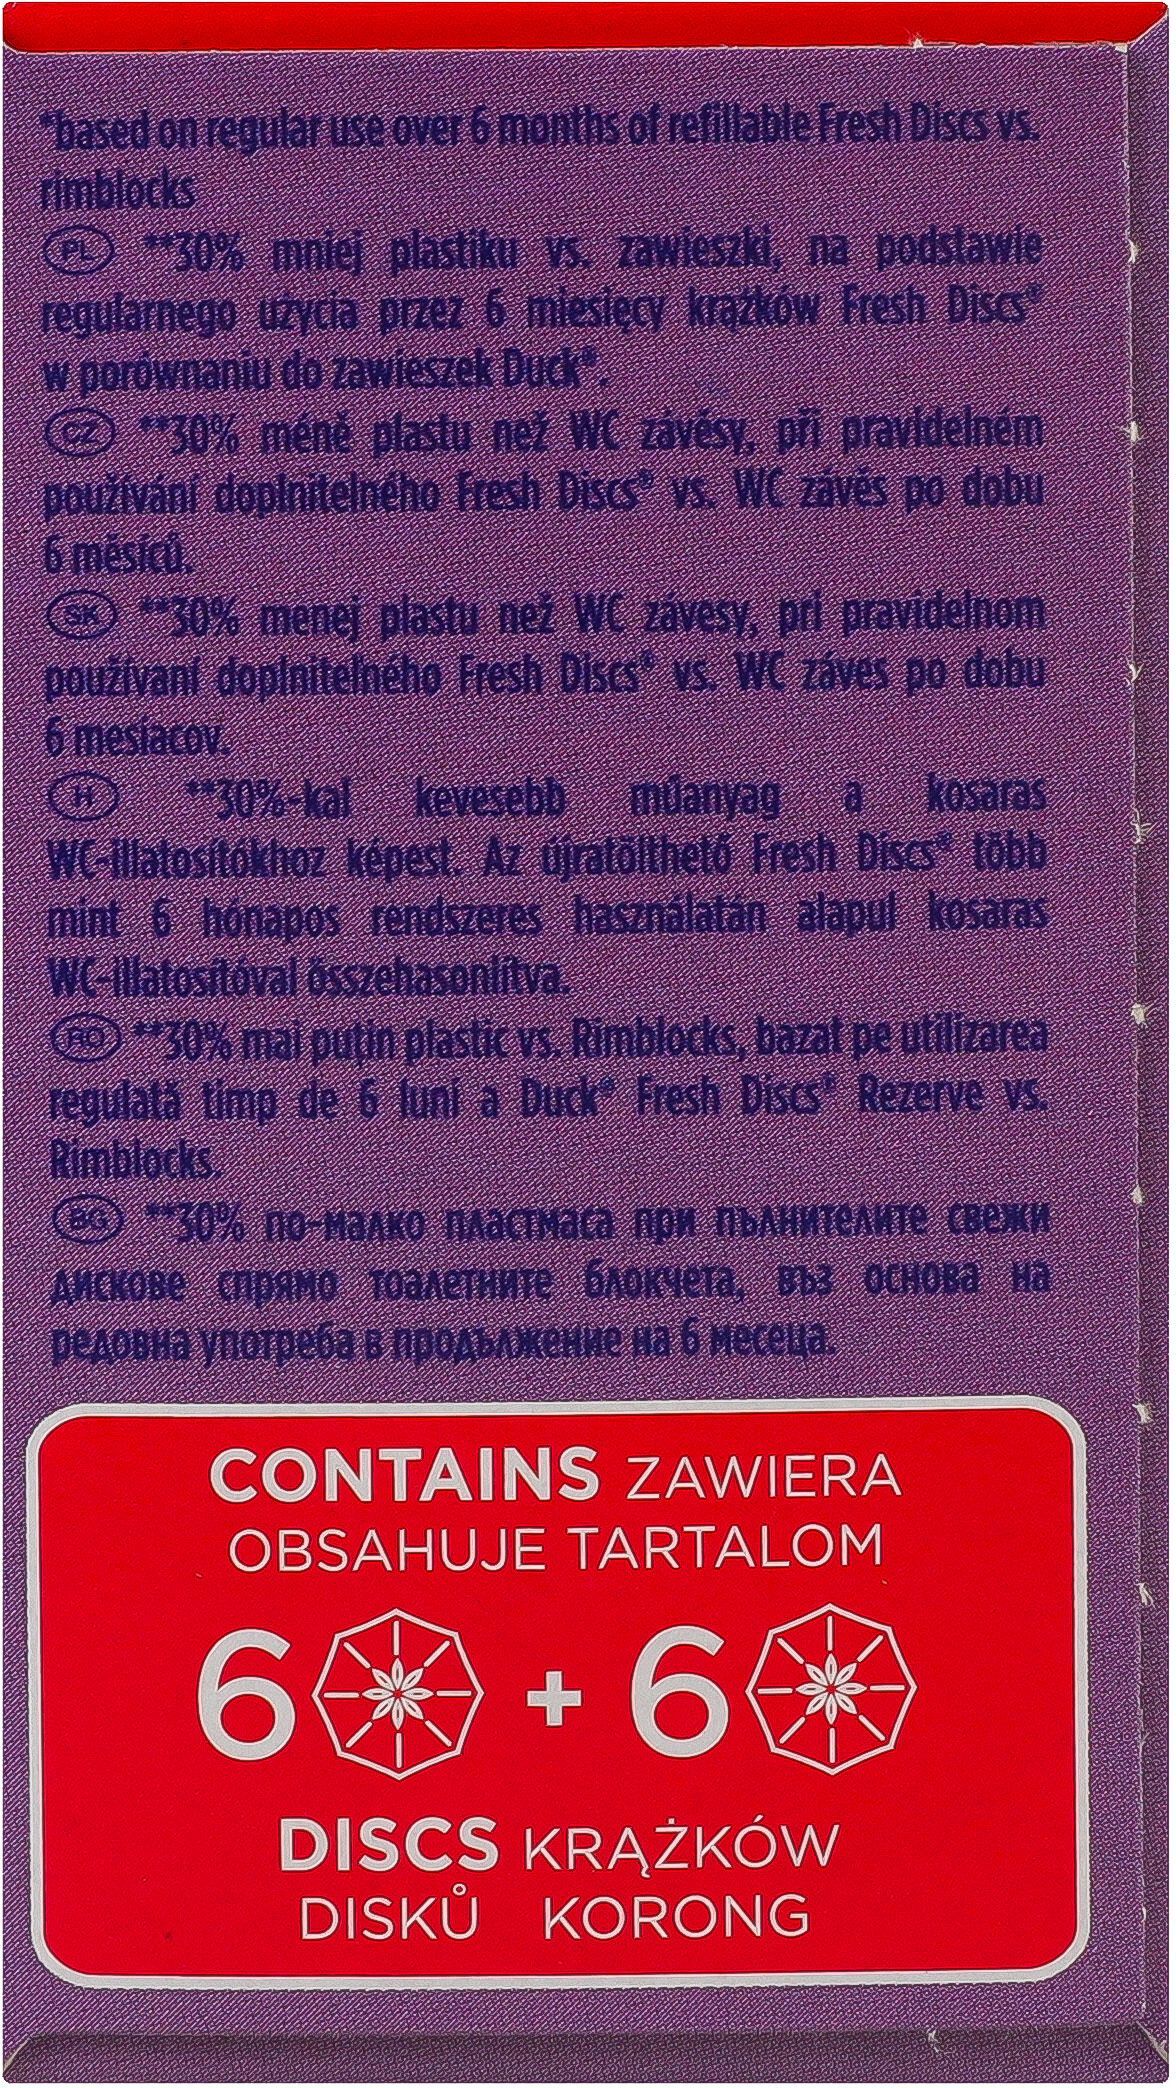 *based on regular use over 6 months of refillable Fresh Discs vs.
rimblocks
PL **30% mniej plastiku vs. zawieszki, na podstawie
regularnego użycia przez 6 miesięcy krążków Fresh Discs®
w porównaniu do zawieszek Duck®.
CZ **30% méně plastu než WC závésy, při pravidelném
používání doplnitelného Fresh Discs® vs. WC závěs po dobu
6 měsíců.
SK **30% menej plastu než WC závesy, pri pravidelnom
používaní doplniteľného Fresh Discs® vs. WC záves po dobu
6 mesiacov.
H **30%-kal kevesebb műanyag a kosaras
WC-illatosítókhoz képest. Az újratölthető Fresh Discs® több
mint 6 hónapos rendszeres használatán alapul kosaras
WC-illatosítóval összehasonlítva.
RO **30% mai puțin plastic vs. Rimblocks, bazat pe utilizarea
regulată timp de 6 luni a Duck® Fresh Discs® Rezerve vs.
Rimblocks.
BG **30% по-малко пластмаса при пълнителите свежи
дискове спрямо тоалетните блокчета, въз основа на
редовна употреба в продължение на 6 месеца.
CONTAINS ZAWIERA
OBSAHUJE TARTALOM
6 + 6
DISCS KRĄŻKÓW
DISKŮ KORONG